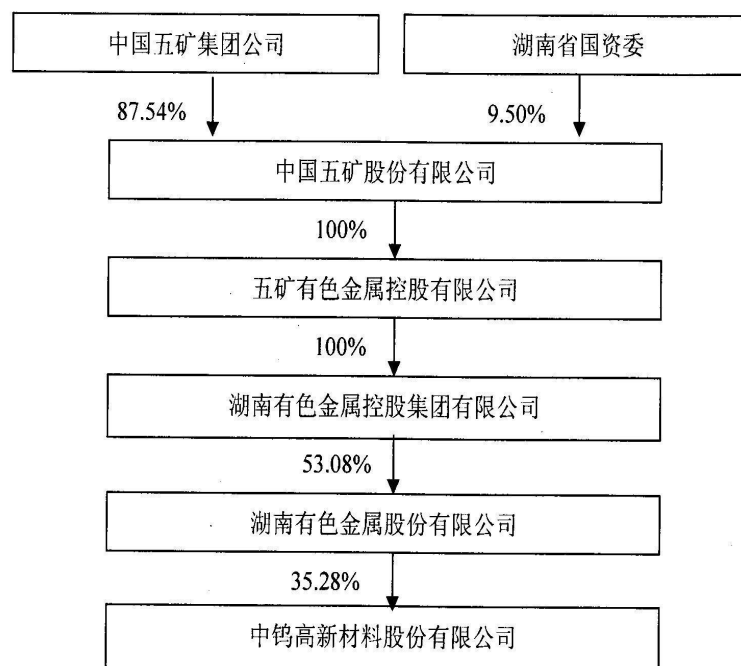 中国五矿集团公司
湖南省国资委
87.54%
9.50%
中国五矿股份有限公司
100%
五矿有色金属控股有限公司
100%
湖南有色金属控股集团有限公司
53.08%
湖南有色金属股份有限公司
35.28%
中钨高新材料股份有限公司